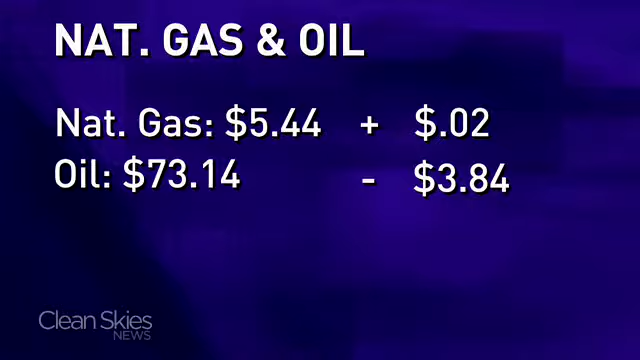 NAT. GAS & OIL
Nat. Gas: $5.44 + $.02
Oil: $73.14 - $3.84
Clean Skies
NEWS